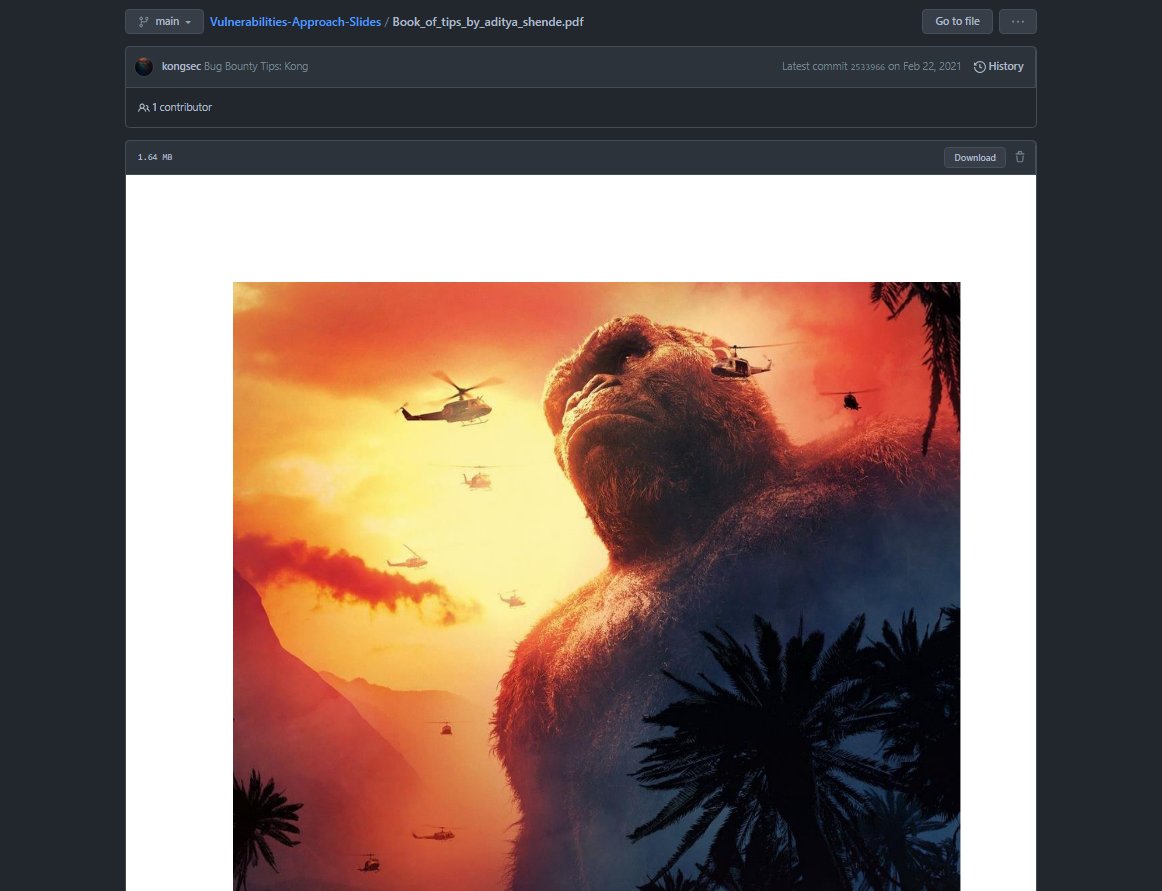 main Vulnerabilities-Approach-Slides / Book_of_tips_by_aditya_shende.pdf Go to file ...
kongsec Bug Bounty Tips: Kong Latest commit 2533966 on Feb 22, 2021 History
1 contributor
1.64 MB Download